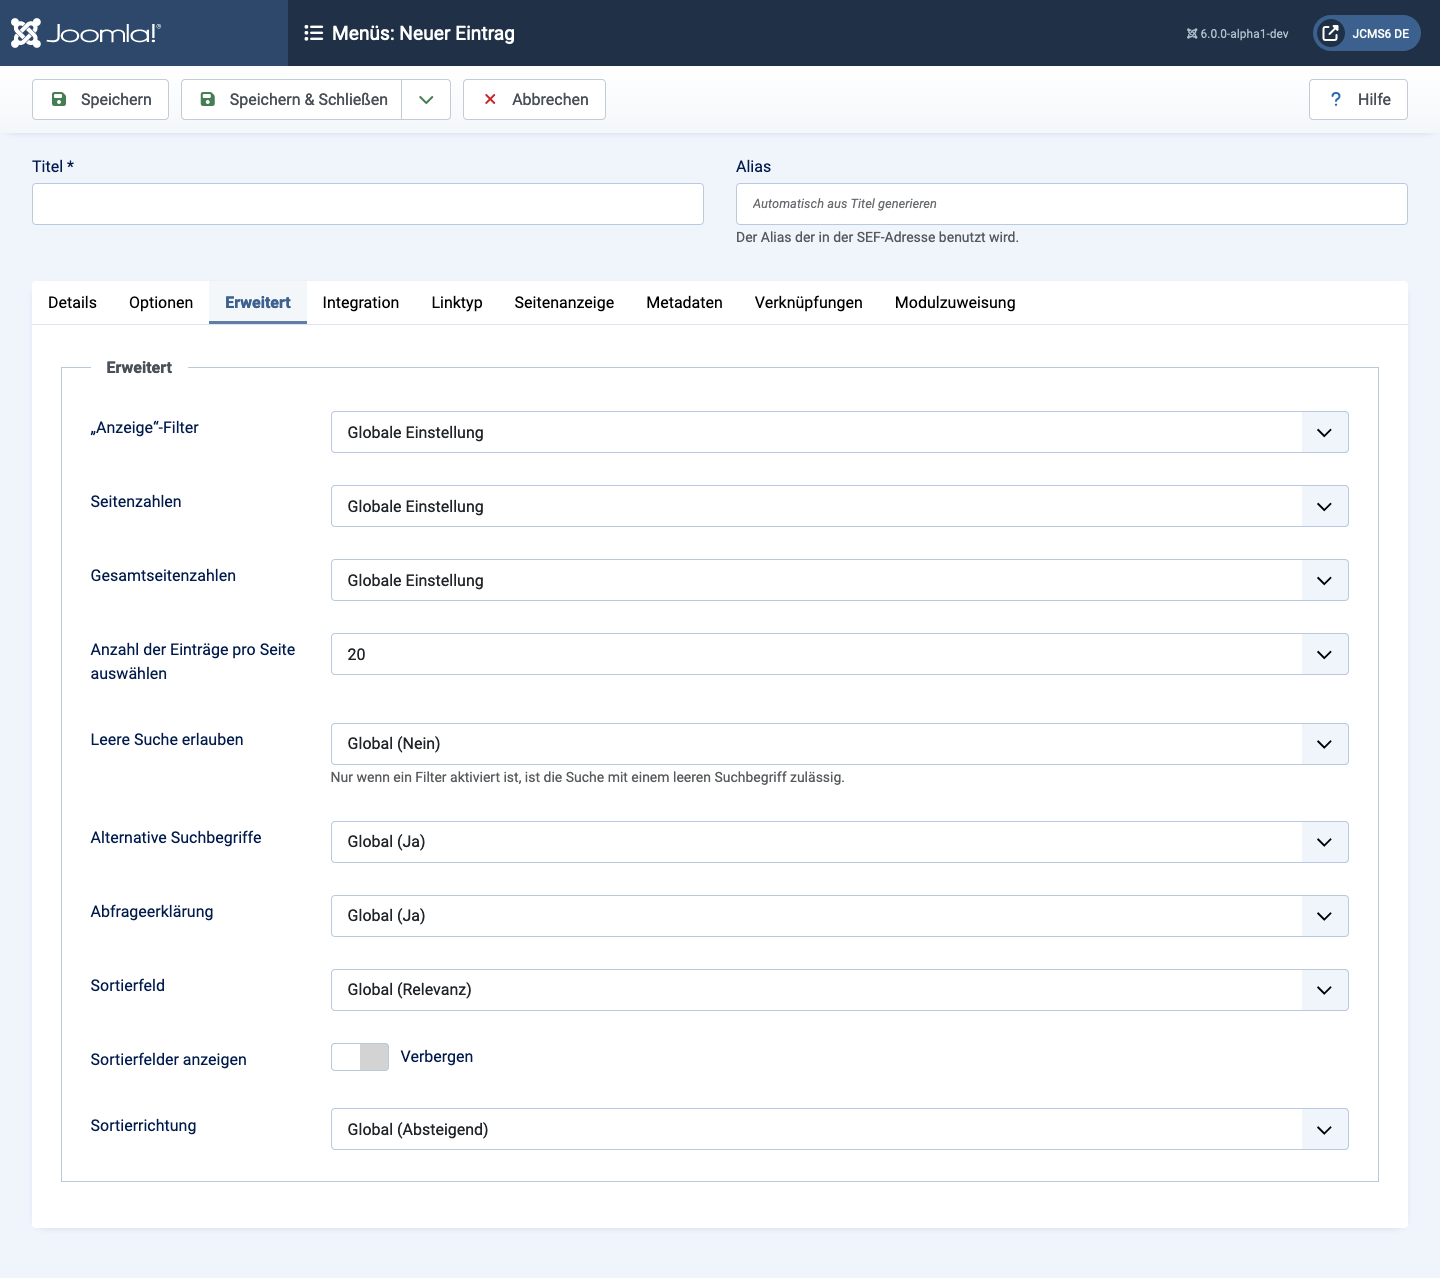 Joomla!®
Menüs: Neuer Eintrag
6.0.0-alpha1-dev
JCMS6 DE
Speichern
Speichern & Schließen
Abbrechen
? Hilfe
Titel *
Alias
Automatisch aus Titel generieren
Der Alias der in der SEF-Adresse benutzt wird.
Details
Optionen
Erweitert
Integration
Linktyp
Seitenanzeige
Metadaten
Verknüpfungen
Modulzuweisung
Erweitert
„Anzeige“-Filter
Globale Einstellung
Seitenzahlen
Globale Einstellung
Gesamtseitenzahlen
Globale Einstellung
Anzahl der Einträge pro Seite
auswählen
20
Leere Suche erlauben
Global (Nein)
Nur wenn ein Filter aktiviert ist, ist die Suche mit einem leeren Suchbegriff zulässig.
Alternative Suchbegriffe
Global (Ja)
Abfrageerklärung
Global (Ja)
Sortierfeld
Global (Relevanz)
Sortierfelder anzeigen
Verbergen
Sortierrichtung
Global (Absteigend)